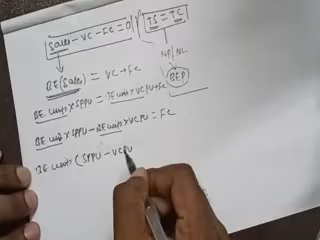 Sales - VC - FC = 0
TS = TC
NP / NL
BE(Sales) = VC + FC
BEP
BE units × SPPU = BE units × VCPU + FC
BE units × SPPU - BE units × VCPU = FC
BE units (SPPU - VCPU